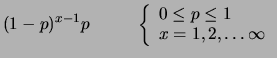 (1 − p)^{x−1}p { 0 ≤ p ≤ 1
x = 1, 2, . . . ∞